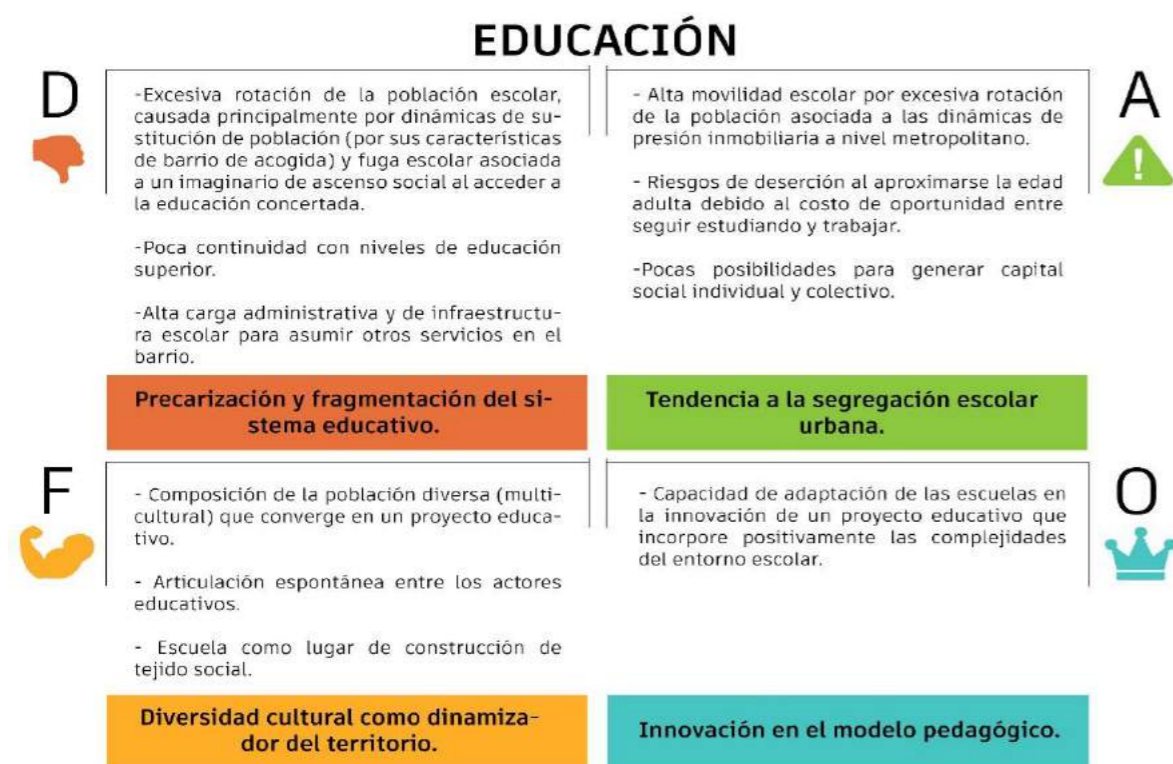 EDUCACIÓN
D
-Excesiva rotación de la población escolar,
causada principalmente por dinámicas de su-
stitución de población (por sus características
de barrio de acogida) y fuga escolar asociada
a un imaginario de ascenso social al acceder a
la educación concertada.
-Poca continuidad con niveles de educación
superior.
-Alta carga administrativa y de infraestructu-
ra escolar para asumir otros servicios en el
barrio.
Precarización y fragmentación del si-
stema educativo.
A
- Alta movilidad escolar por excesiva rotación
de la población asociada a las dinámicas de
presión inmobiliaria a nivel metropolitano.
- Riesgos de deserción al aproximarse la edad
adulta debido al costo de oportunidad entre
seguir estudiando y trabajar.
-Pocas posibilidades para generar capital
social individual y colectivo.
Tendencia a la segregación escolar
urbana.
F
- Composición de la población diversa (multi-
cultural) que converge en un proyecto educa-
tivo.
- Articulación espontánea entre los actores
educativos.
- Escuela como lugar de construcción de
tejido social.
Diversidad cultural como dinamiza-
dor del territorio.
O
- Capacidad de adaptación de las escuelas en
la innovación de un proyecto educativo que
incorpore positivamente las complejidades
del entorno escolar.
Innovación en el modelo pedagógico.